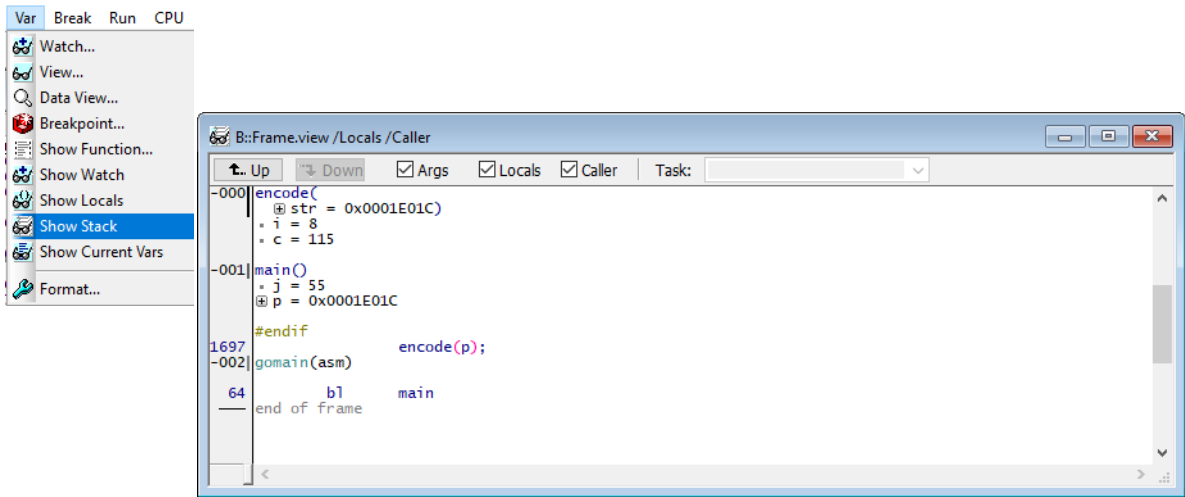 Var Break Run CPU
Watch...
View...
Data View...
Breakpoint...
Show Function...
Show Watch
Show Locals
Show Stack
Show Current Vars
Format...
B::Frame.view /Locals /Caller
Up Down Args Locals Caller Task:
-000 encode(
str = 0x0001E01C)
i = 8
c = 115
-001 main()
j = 55
p = 0x0001E01C
#endif
1697 encode(p);
-002 gomain(asm)
64 bl main
end of frame